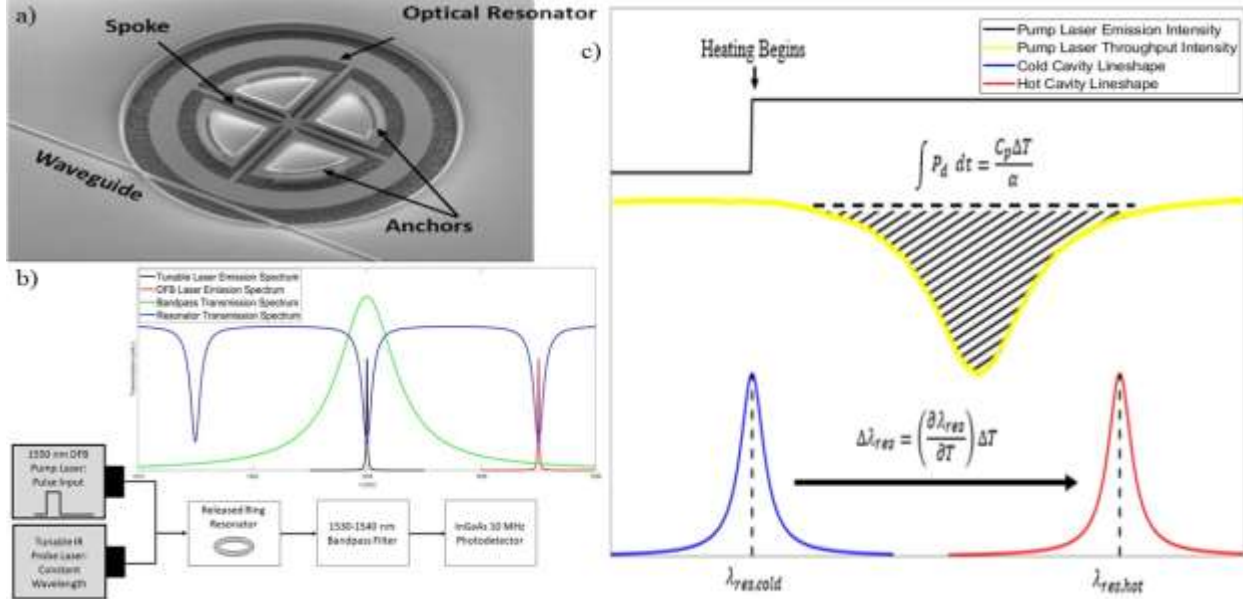 a)
Optical Resonator
Spoke
Waveguide
Anchors
b)
Tunable Laser Emission Spectrum
DFB Laser Emission Spectrum
Bandpass Transmission Spectrum
Resonator Transmission Spectrum
1550 nm DFB
Pump Laser:
Pulse Input
Tunable IR
Probe Laser:
Constant
Wavelength
Released Ring
Resonator
1530-1540 nm
Bandpass Filter
InGaAs 10 MHz
Photodetector
c)
Pump Laser Emission Intensity
Pump Laser Throughput Intensity
Cold Cavity Lineshape
Hot Cavity Lineshape
Heating Begins
∫ P_d dt = C_pΔT / α
Δλ_res = (∂λ_res / ∂T) ΔT
λ_res.cold
λ_res.hot